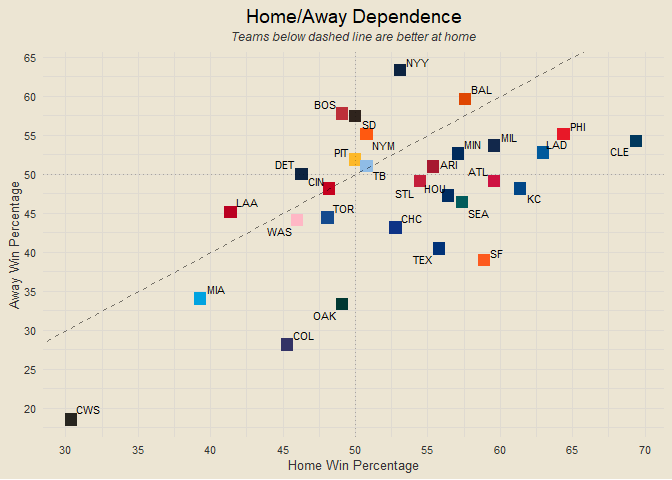 Home/Away Dependence
Teams below dashed line are better at home
65
NYY
60
BAL
BOS
SD
PHI
55
NYM
MIN
MIL
LAD
CLE
PIT
DET
TB
ARI
ATL
50
CIN
STL
HOU
KC
LAA
TOR
SEA
45
WAS
CHC
TEX
SF
40
MIA
35
OAK
30
COL
25
20
CWS
30
35
40
45
50
55
60
65
70
Home Win Percentage
Away Win Percentage